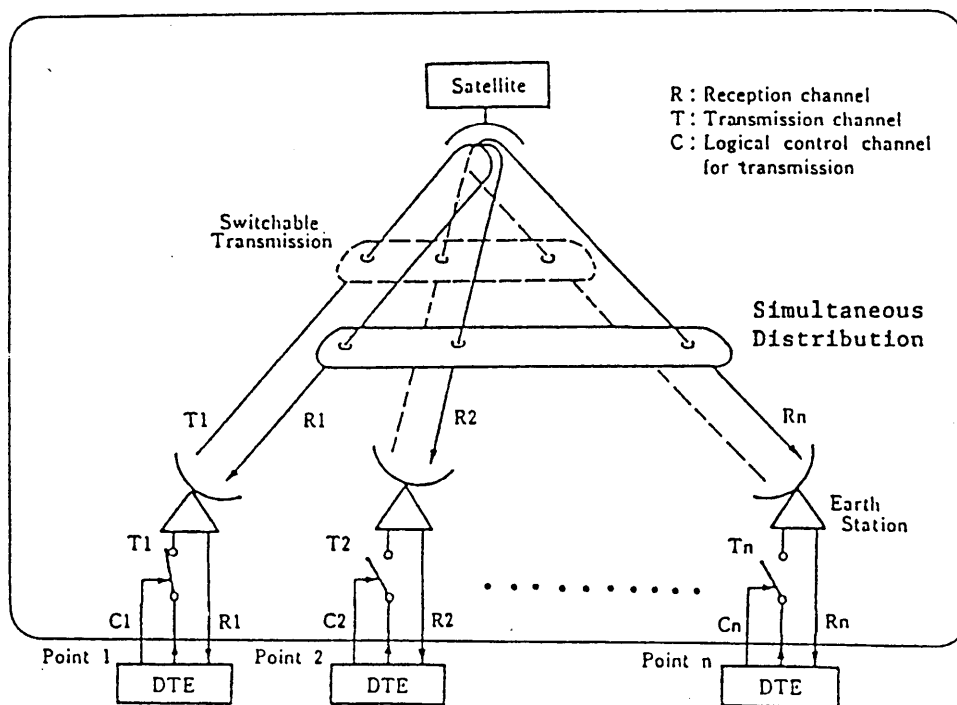 Satellite
R : Reception channel
T : Transmission channel
C : Logical control channel
for transmission
Switchable
Transmission
Simultaneous
Distribution
T1
R1
R2
Rn
Earth
Station
T1
T2
Tn
C1
R1
C2
R2
Cn
Rn
Point 1
Point 2
Point n
DTE
DTE
DTE